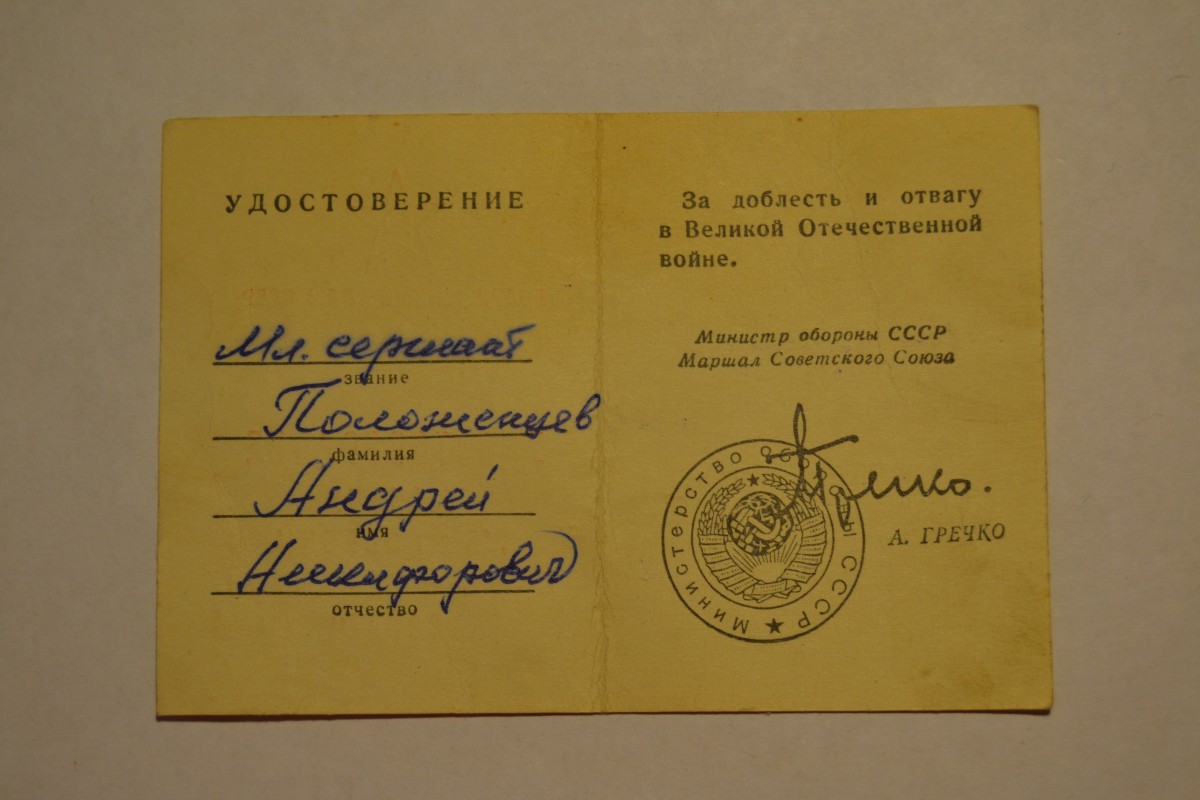 УДОСТОВЕРЕНИЕ
Мл. сержант
звание
Положенцев
фамилия
Андрей
имя
Никифорович
отчество
За доблесть и отвагу
в Великой Отечественной
войне.
Министр обороны СССР
Маршал Советского Союза
Гречко.
А. ГРЕЧКО
МИНИСТЕРСТВО ОБОРОНЫ СССР